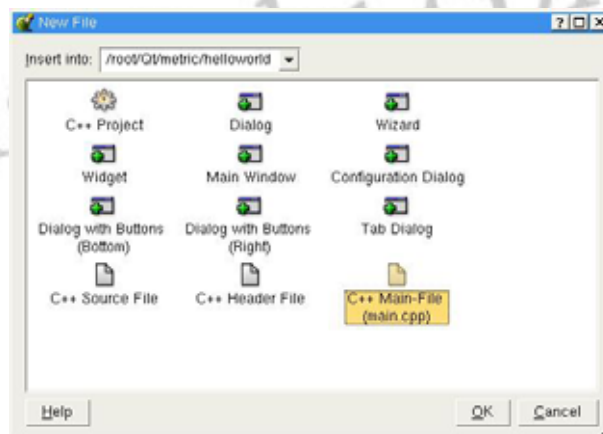 New File
Insert into: /root/Qt/metric/helloworld
C++ Project
Dialog
Wizard
Widget
Main Window
Configuration Dialog
Dialog with Buttons
(Bottom)
Dialog with Buttons
(Right)
Tab Dialog
C++ Source File
C++ Header File
C++ Main-File
(main.cpp)
Help
OK
Cancel